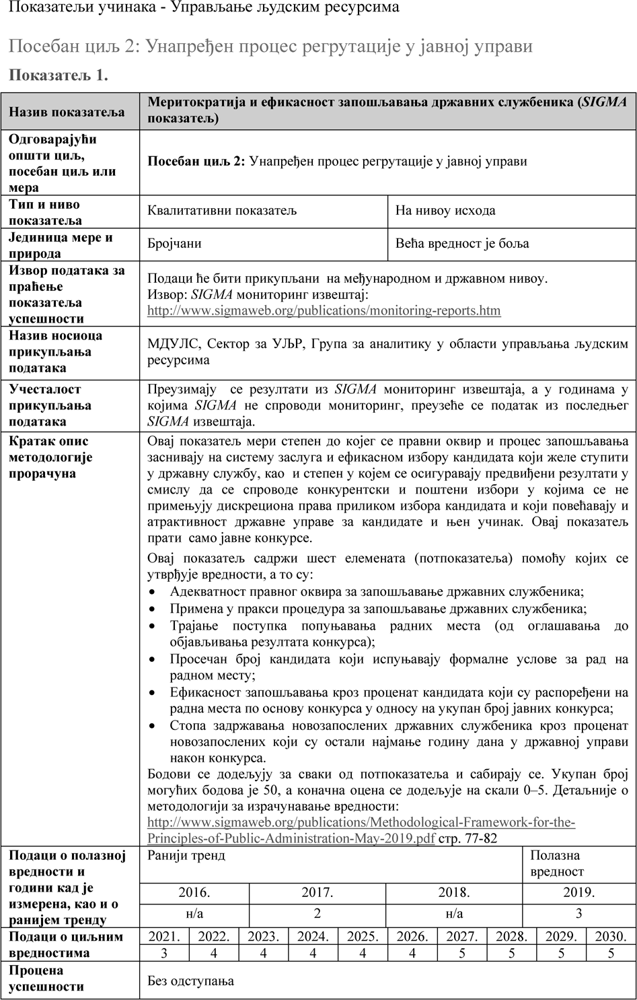 Показатељи учинака - Управљање људским ресурсима
Посебан циљ 2: Унапређен процес регрутације у јавној управи
Показатељ 1.
Назив показатеља
Меритократија и ефикасност запошљавања државних службеника (SIGMA
показатељ)
Одговарајући
општи циљ,
посебан циљ или
мера
Посебан циљ 2: Унапређен процес регрутације у јавној управи
Тип и ниво
показатеља
Квалитативни показатељ
На нивоу исхода
Јединица мере и
природа
Бројчани
Већа вредност је боља
Извор података за
праћење
показатеља
успешности
Подаци ће бити прикупљани на међународном и државном нивоу.
Извор: SIGMA мониторинг извештај:
http://www.sigmaweb.org/publications/monitoring-reports.htm
Назив носиоца
прикупљања
података
МДУЛС, Сектор за УЉР, Група за аналитику у области управљања људским
ресурсима
Учесталост
прикупљања
података
Преузимају се резултати из SIGMA мониторинг извештаја, а у годинама у
којима SIGMA не спроводи мониторинг, преузеће се податак из последњег
SIGMA извештаја.
Кратак опис
методологије
прорачуна
Овај показатељ мери степен до којег се правни оквир и процес запошљавања
заснивају на систему заслуга и ефикасном избору кандидата који желе ступити
у државну службу, као и степен у којем се осигуравају предвиђени резултати у
смислу да се спроводе конкурентски и поштени избори у којима се не
примењују дискрециона права приликом избора кандидата и који повећавају и
атрактивност државне управе за кандидате и њен учинак. Овај показатељ
прати само јавне конкурсе.
Овај показатељ садржи шест елемената (потпоказатеља) помоћу којих се
утврђује вредности, а то су:
• Адекватност правног оквира за запошљавање државних службеника;
• Примена у пракси процедура за запошљавање државних службеника;
• Трајање поступка попуњавања радних места (од оглашавања до
објављивања резултата конкурса);
• Просечан број кандидата који испуњавају формалне услове за рад на
радном месту;
• Ефикасност запошљавања кроз проценат кандидата који су распоређени на
радна места по основу конкурса у односу на укупан број јавних конкурса;
• Стопа задржавања новозапослених државних службеника кроз проценат
новозапослених који су остали најмање годину дана у државној управи
након конкурса.
Бодови се додељују за сваки од потпоказатеља и сабирају се. Укупан број
могућих бодова је 50, а коначна оцена се додељује на скали 0–5. Детаљније о
методологији за израчунавање вредности:
http://www.sigmaweb.org/publications/Methodological-Framework-for-the-
Principles-of-Public-Administration-May-2019.pdf стр. 77-82
Подаци о полазној
вредности и
години кад је
измерена, као и о
ранијем тренду
Ранији тренд
Полазна
вредност
2016. 2017. 2018. 2019.
н/а 2 н/а 3
Подаци о циљним
вредностима
2021. 2022. 2023. 2024. 2025. 2026. 2027. 2028. 2029. 2030.
3 4 4 4 4 4 5 5 5 5
Процена
успешности
Без одступања